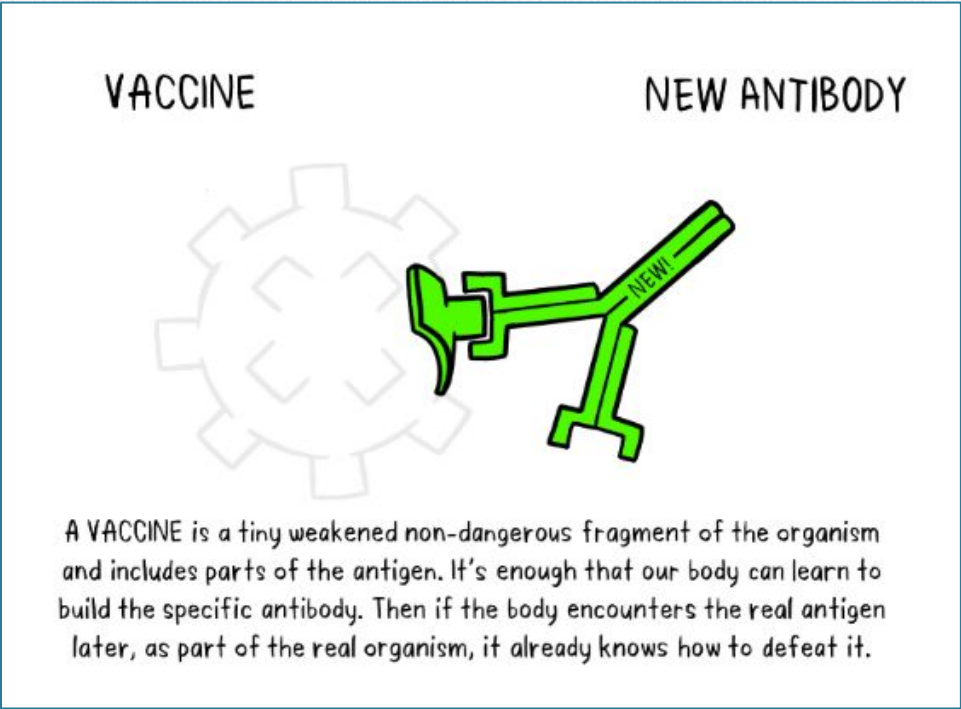 VACCINE
NEW ANTIBODY
NEW!
A VACCINE is a tiny weakened non-dangerous fragment of the organism
and includes parts of the antigen. It's enough that our body can learn to
build the specific antibody. Then if the body encounters the real antigen
later, as part of the real organism, it already knows how to defeat it.